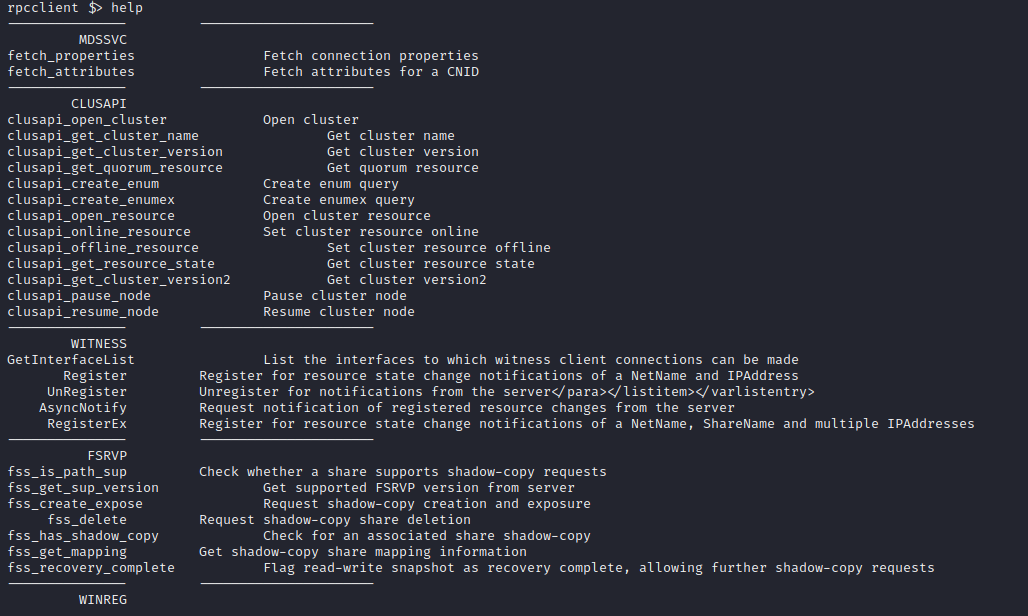 rpcclient $> help
--------------- ----------------------
MDSSVC
fetch_properties Fetch connection properties
fetch_attributes Fetch attributes for a CNID
--------------- ----------------------
CLUSAPI
clusapi_open_cluster Open cluster
clusapi_get_cluster_name Get cluster name
clusapi_get_cluster_version Get cluster version
clusapi_get_quorum_resource Get quorum resource
clusapi_create_enum Create enum query
clusapi_create_enumex Create enumex query
clusapi_open_resource Open cluster resource
clusapi_online_resource Set cluster resource online
clusapi_offline_resource Set cluster resource offline
clusapi_get_resource_state Get cluster resource state
clusapi_get_cluster_version2 Get cluster version2
clusapi_pause_node Pause cluster node
clusapi_resume_node Resume cluster node
--------------- ----------------------
WITNESS
GetInterfaceList List the interfaces to which witness client connections can be made
Register Register for resource state change notifications of a NetName and IPAddress
UnRegister Unregister for notifications from the server</para></listitem></varlistentry>
AsyncNotify Request notification of registered resource changes from the server
RegisterEx Register for resource state change notifications of a NetName, ShareName and multiple IPAddresses
--------------- ----------------------
FSRVP
fss_is_path_sup Check whether a share supports shadow-copy requests
fss_get_sup_version Get supported FSRVP version from server
fss_create_expose Request shadow-copy creation and exposure
fss_delete Request shadow-copy share deletion
fss_has_shadow_copy Check for an associated share shadow-copy
fss_get_mapping Get shadow-copy share mapping information
fss_recovery_complete Flag read-write snapshot as recovery complete, allowing further shadow-copy requests
--------------- ----------------------
WINREG